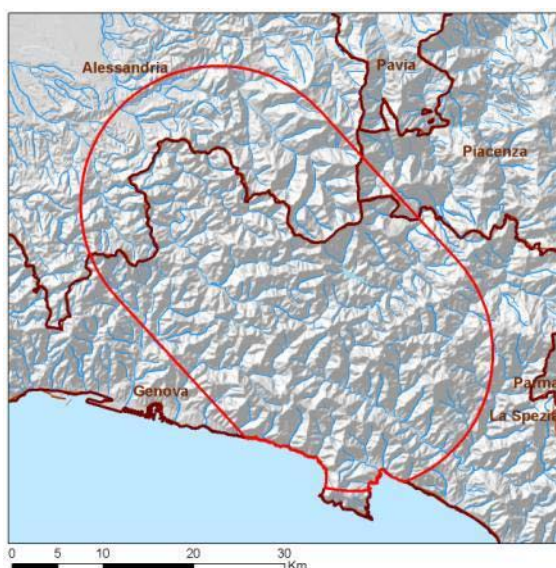 Alessandria
Pavia
Piacenza
Genova
Parma
La Spezia
0 5 10 20 30
Km